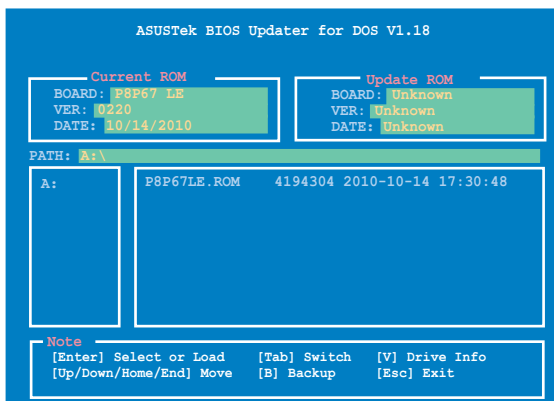 ASUSTek BIOS Updater for DOS V1.18
Current ROM
BOARD: P8P67 LE
VER: 0220
DATE: 10/14/2010
Update ROM
BOARD: Unknown
VER: Unknown
DATE: Unknown
PATH: A:\
A:
P8P67LE.ROM 4194304 2010-10-14 17:30:48
Note
[Enter] Select or Load [Tab] Switch [V] Drive Info
[Up/Down/Home/End] Move [B] Backup [Esc] Exit